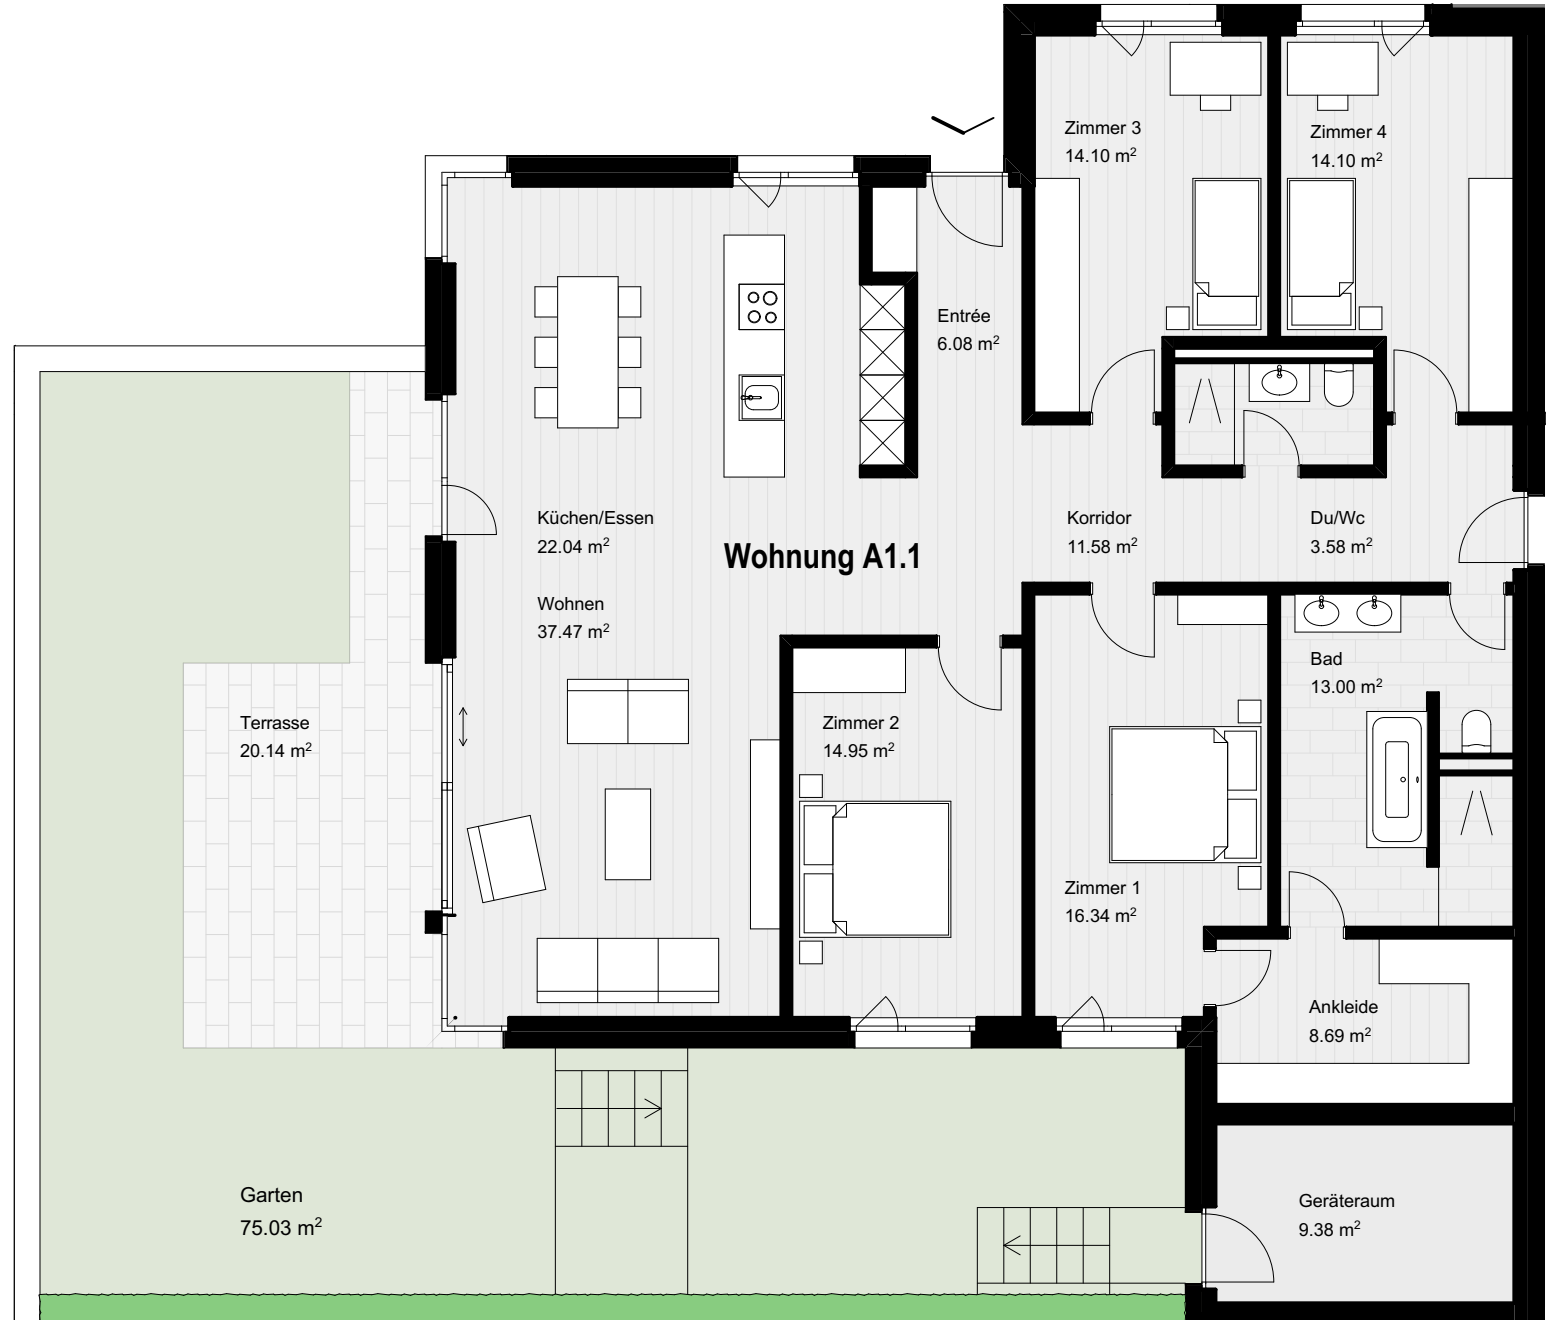 Zimmer 3
14.10 m²
Zimmer 4
14.10 m²
Entrée
6.08 m²
Küchen/Essen
22.04 m²
Wohnung A1.1
Korridor
11.58 m²
Du/Wc
3.58 m²
Wohnen
37.47 m²
Bad
13.00 m²
Terrasse
20.14 m²
Zimmer 2
14.95 m²
Zimmer 1
16.34 m²
Ankleide
8.69 m²
Garten
75.03 m²
Geräteraum
9.38 m²